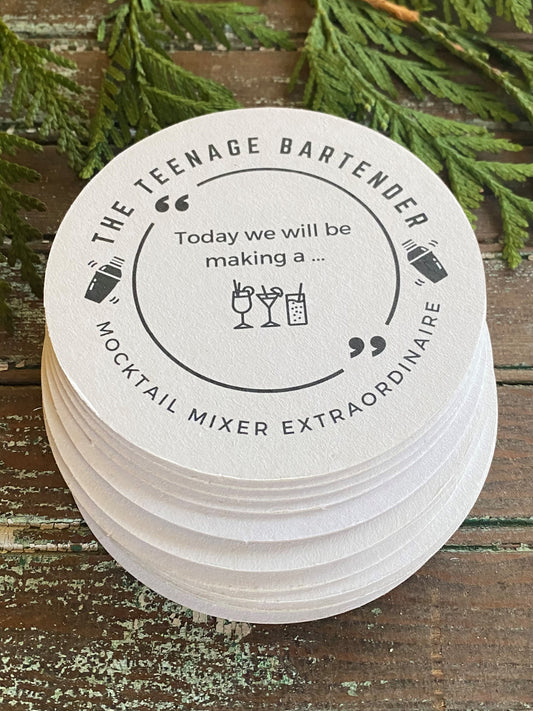 THE TEENAGE BARTENDER
“
Today we will be
making a ...
”
MOCKTAIL MIXER EXTRAORDINAIRE